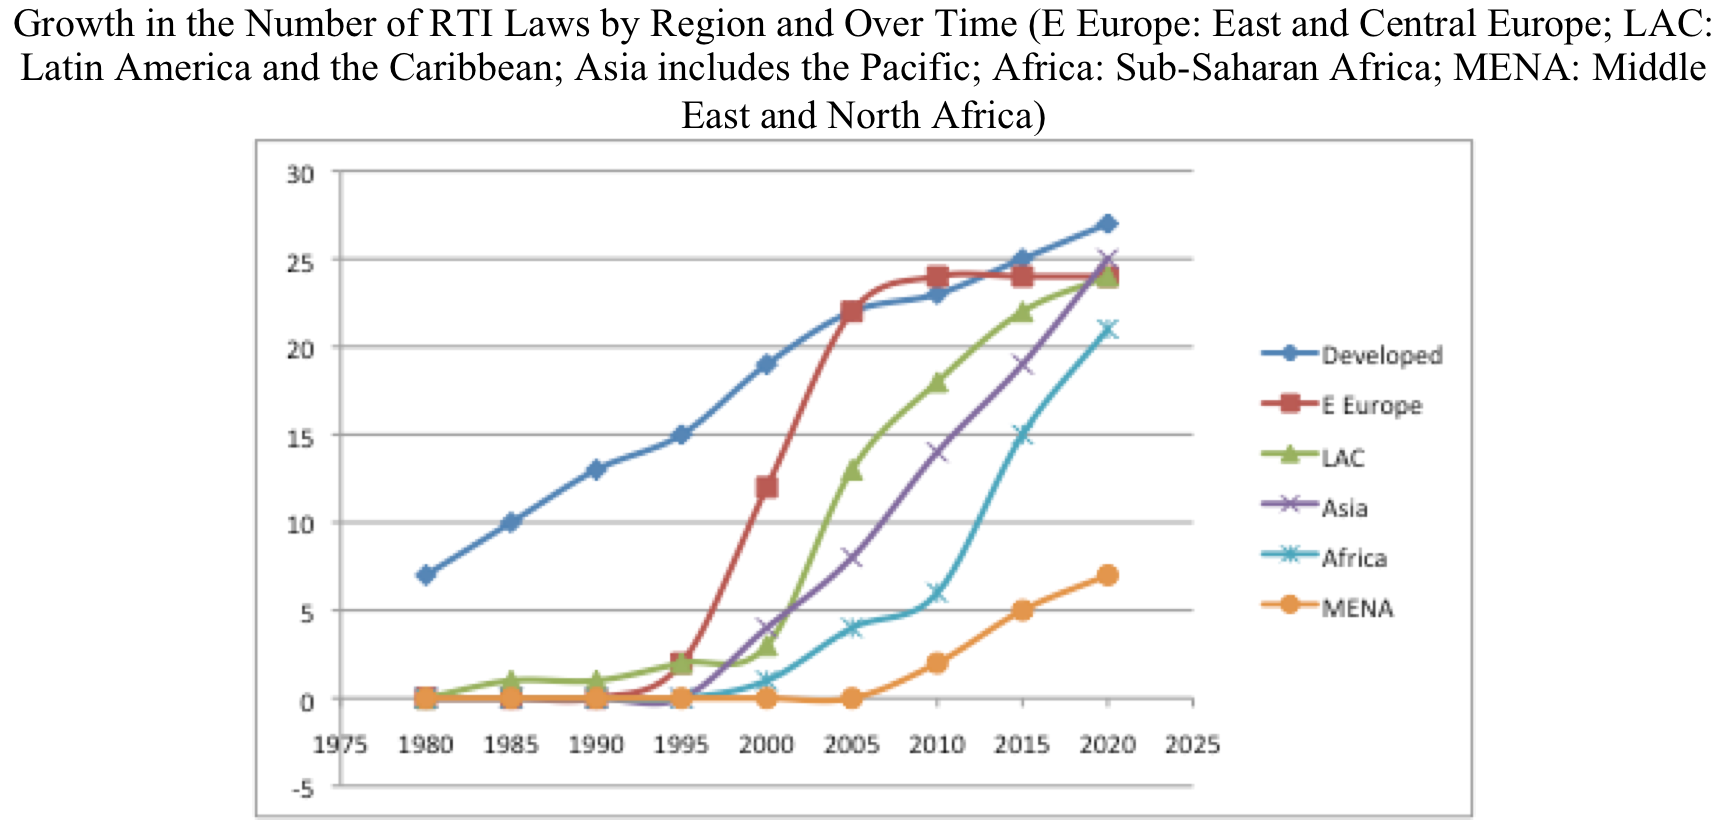 Growth in the Number of RTI Laws by Region and Over Time (E Europe: East and Central Europe; LAC:
Latin America and the Caribbean; Asia includes the Pacific; Africa: Sub-Saharan Africa; MENA: Middle
East and North Africa)
30
25
20
15
10
5
0
-5
1975 1980 1985 1990 1995 2000 2005 2010 2015 2020 2025
Developed
E Europe
LAC
Asia
Africa
MENA